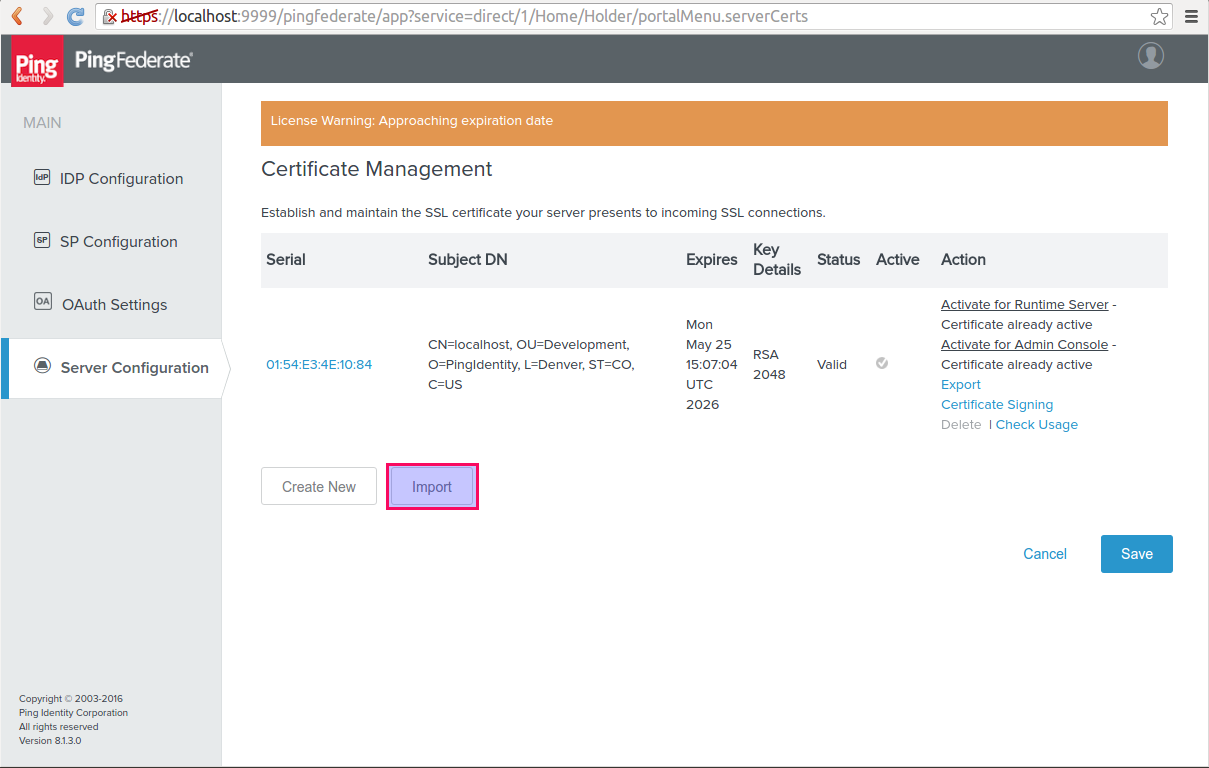 https://localhost:9999/pingfederate/app?service=direct/1/Home/Holder/portalMenu.serverCerts
Ping
Identity.
PingFederate®
MAIN
IdP IDP Configuration
SP SP Configuration
OA OAuth Settings
Server Configuration
Copyright © 2003-2016
Ping Identity Corporation
All rights reserved
Version 8.1.3.0
License Warning: Approaching expiration date
Certificate Management
Establish and maintain the SSL certificate your server presents to incoming SSL connections.
Serial Subject DN Expires Key Details Status Active Action
01:54:E3:4E:10:84
CN=localhost, OU=Development,
O=PingIdentity, L=Denver, ST=CO,
C=US
Mon
May 25
15:07:04
UTC
2026
RSA
2048
Valid
Activate for Runtime Server -
Certificate already active
Activate for Admin Console -
Certificate already active
Export
Certificate Signing
Delete | Check Usage
Create New Import
Cancel Save